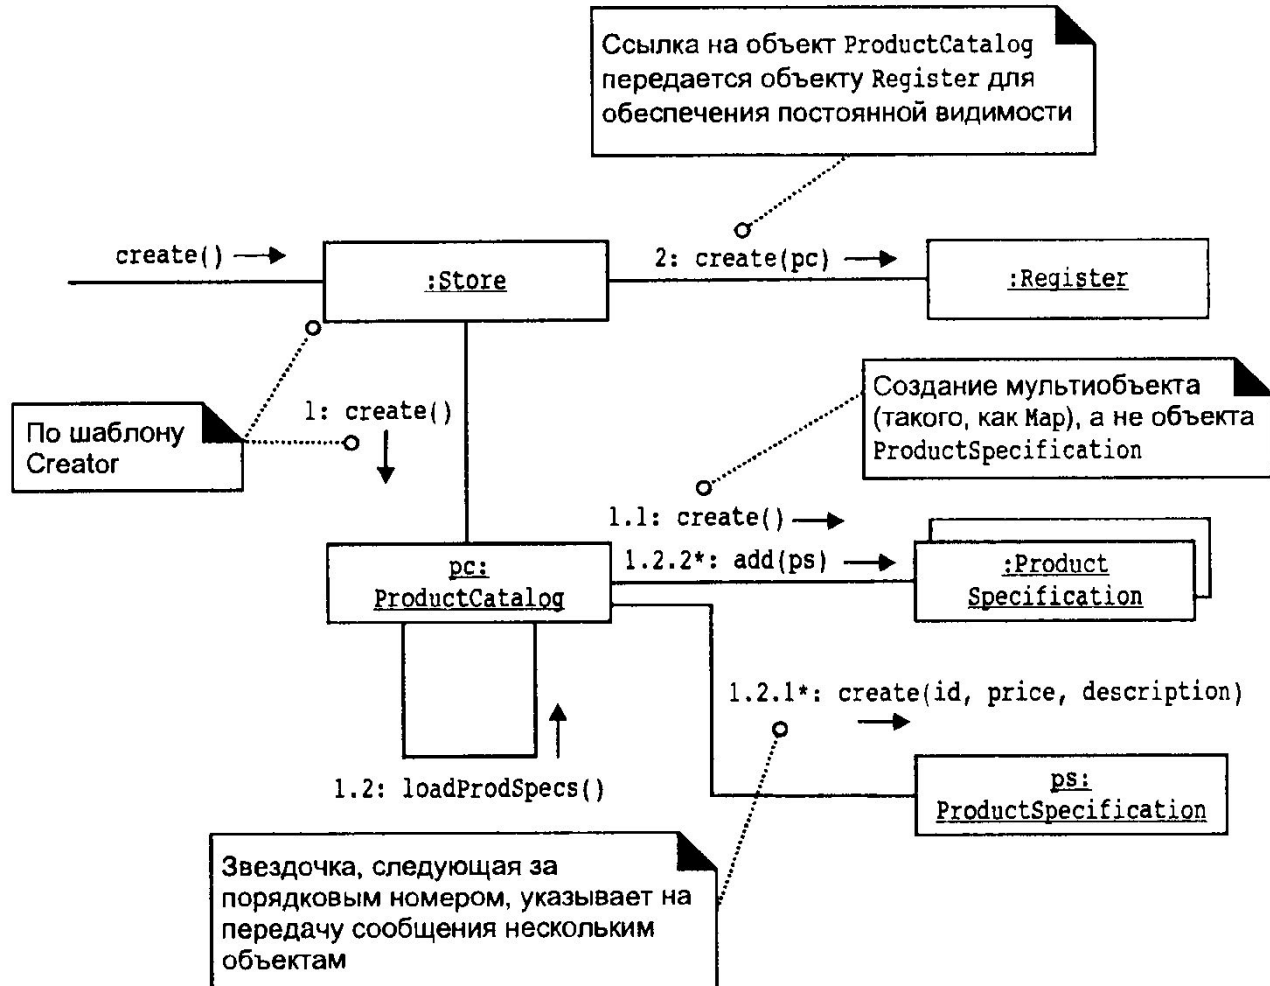 Ссылка на объект ProductCatalog
передается объекту Register для
обеспечения постоянной видимости
create()
:Store
2: create(pc)
:Register
По шаблону
Creator
1: create()
Создание мультиобъекта
(такого, как Map), а не объекта
ProductSpecification
1.1: create()
1.2.2*: add(ps)
pc:
ProductCatalog
:Product
Specification
1.2.1*: create(id, price, description)
1.2: loadProdSpecs()
ps:
ProductSpecification
Звездочка, следующая за
порядковым номером, указывает на
передачу сообщения нескольким
объектам